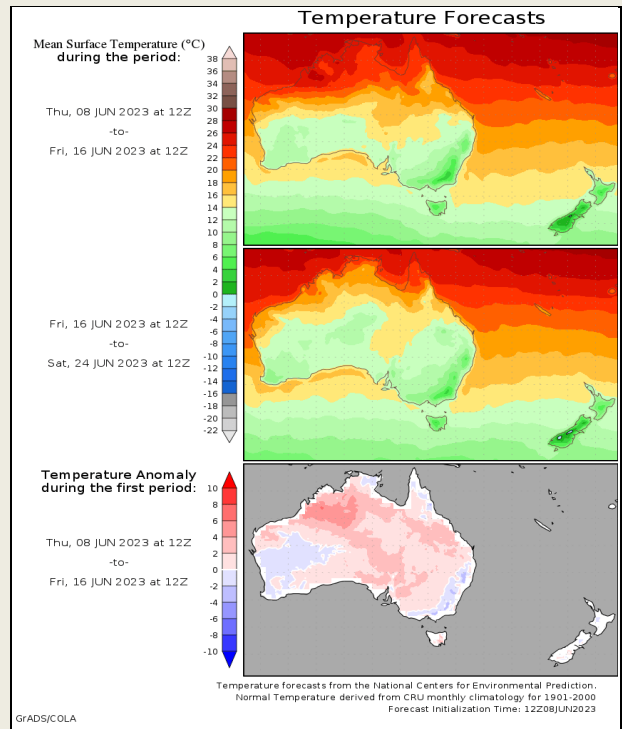 Temperature Forecasts
Mean Surface Temperature (°C)
during the period:
Thu, 08 JUN 2023 at 12Z
-to-
Fri, 16 JUN 2023 at 12Z
38
36
34
32
30
28
26
24
22
20
18
16
14
12
10
8
6
4
2
0
-2
-4
-6
-8
-10
-12
-14
-16
-18
-20
-22
Fri, 16 JUN 2023 at 12Z
-to-
Sat, 24 JUN 2023 at 12Z
Temperature Anomaly
during the first period:
Thu, 08 JUN 2023 at 12Z
-to-
Fri, 16 JUN 2023 at 12Z
10
8
6
4
2
0
-2
-4
-6
-8
-10
Temperature forecasts from the National Centers for Environmental Prediction.
Normal Temperature derived from CRU monthly climatology for 1901-2000
Forecast Initialization Time: 12Z08JUN2023
GrADS/COLA